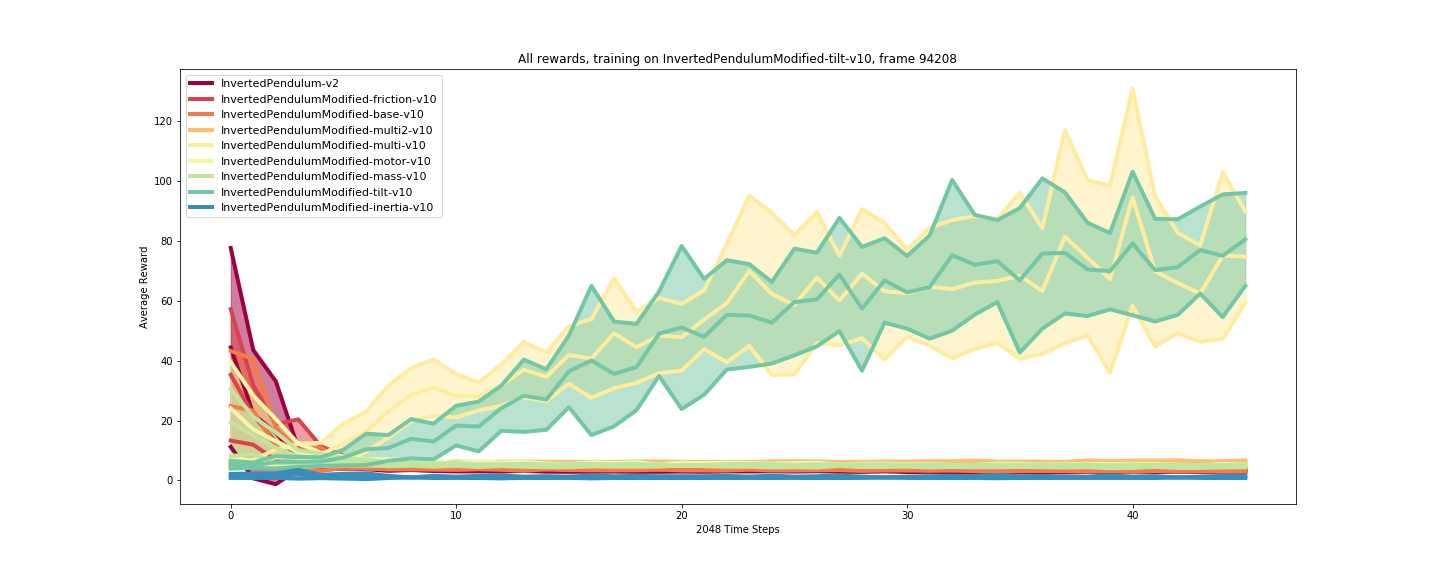 All rewards, training on InvertedPendulumModified-tilt-v10, frame 94208
InvertedPendulum-v2
InvertedPendulumModified-friction-v10
InvertedPendulumModified-base-v10
InvertedPendulumModified-multi2-v10
InvertedPendulumModified-multi-v10
InvertedPendulumModified-motor-v10
InvertedPendulumModified-mass-v10
InvertedPendulumModified-tilt-v10
InvertedPendulumModified-inertia-v10
120
100
80
60
40
20
0
Average Reward
0 10 20 30 40
2048 Time Steps